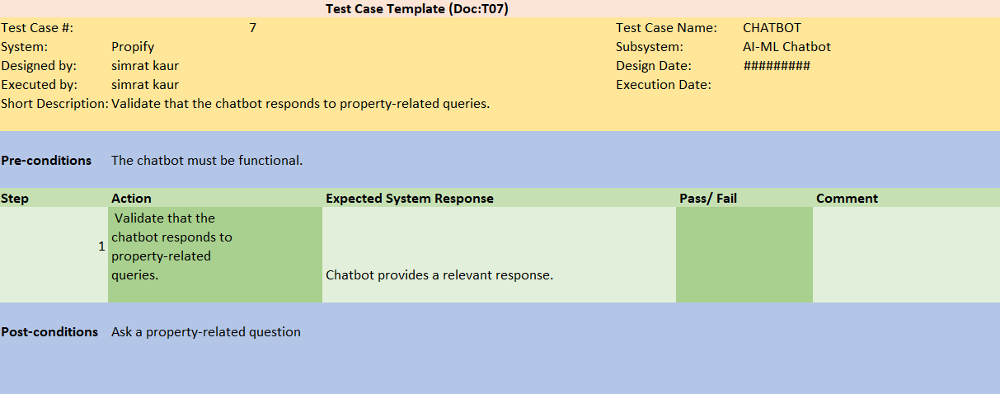 Test Case Template (Doc:T07)
Test Case #: 7 Test Case Name: CHATBOT
System: Propify Subsystem: AI-ML Chatbot
Designed by: simrat kaur Design Date: #########
Executed by: simrat kaur Execution Date:
Short Description: Validate that the chatbot responds to property-related queries.
Pre-conditions The chatbot must be functional.
Step Action Expected System Response Pass/ Fail Comment
1 Validate that the
chatbot responds to
property-related
queries.
Chatbot provides a relevant response.
Post-conditions Ask a property-related question